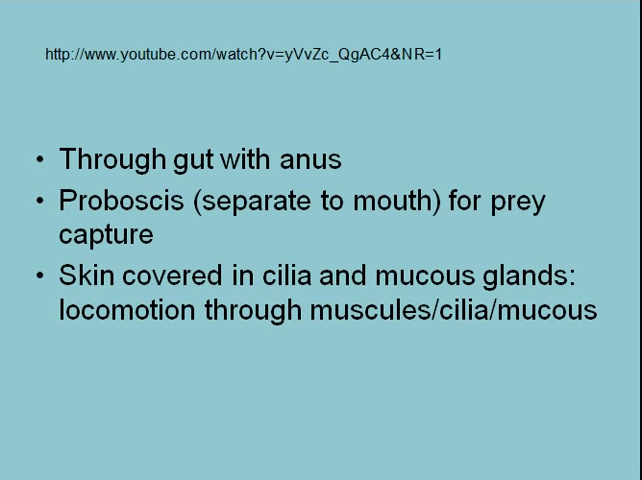 http://www.youtube.com/watch?v=yVvZc_QgAC4&NR=1
• Through gut with anus
• Proboscis (separate to mouth) for prey
capture
• Skin covered in cilia and mucous glands:
locomotion through muscules/cilia/mucous